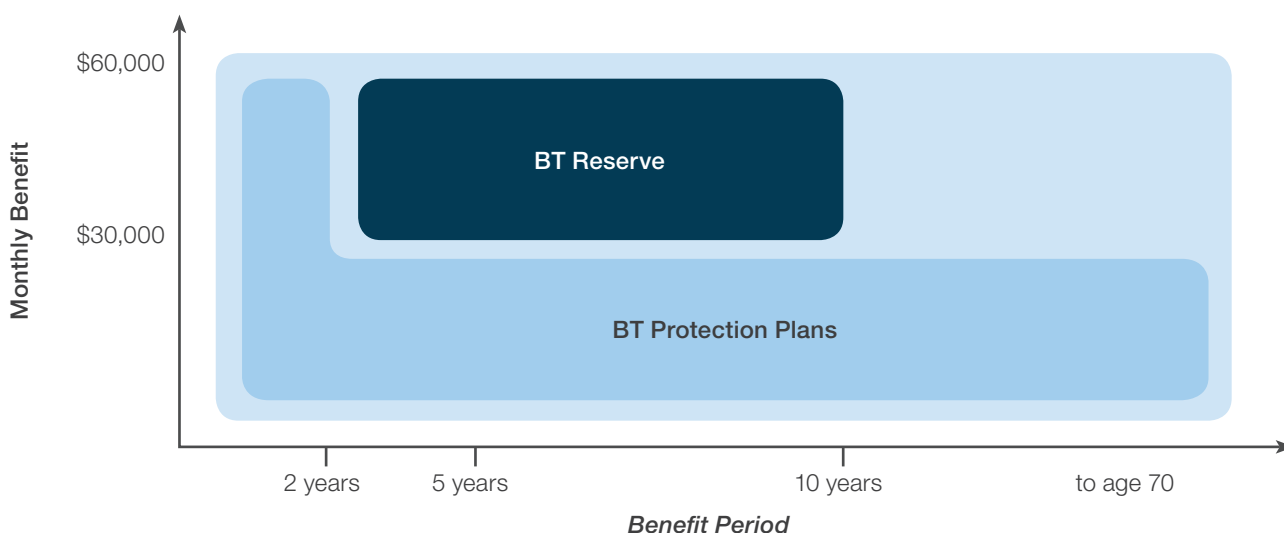 Monthly Benefit
$60,000
$30,000
BT Reserve
BT Protection Plans
2 years
5 years
10 years
to age 70
Benefit Period